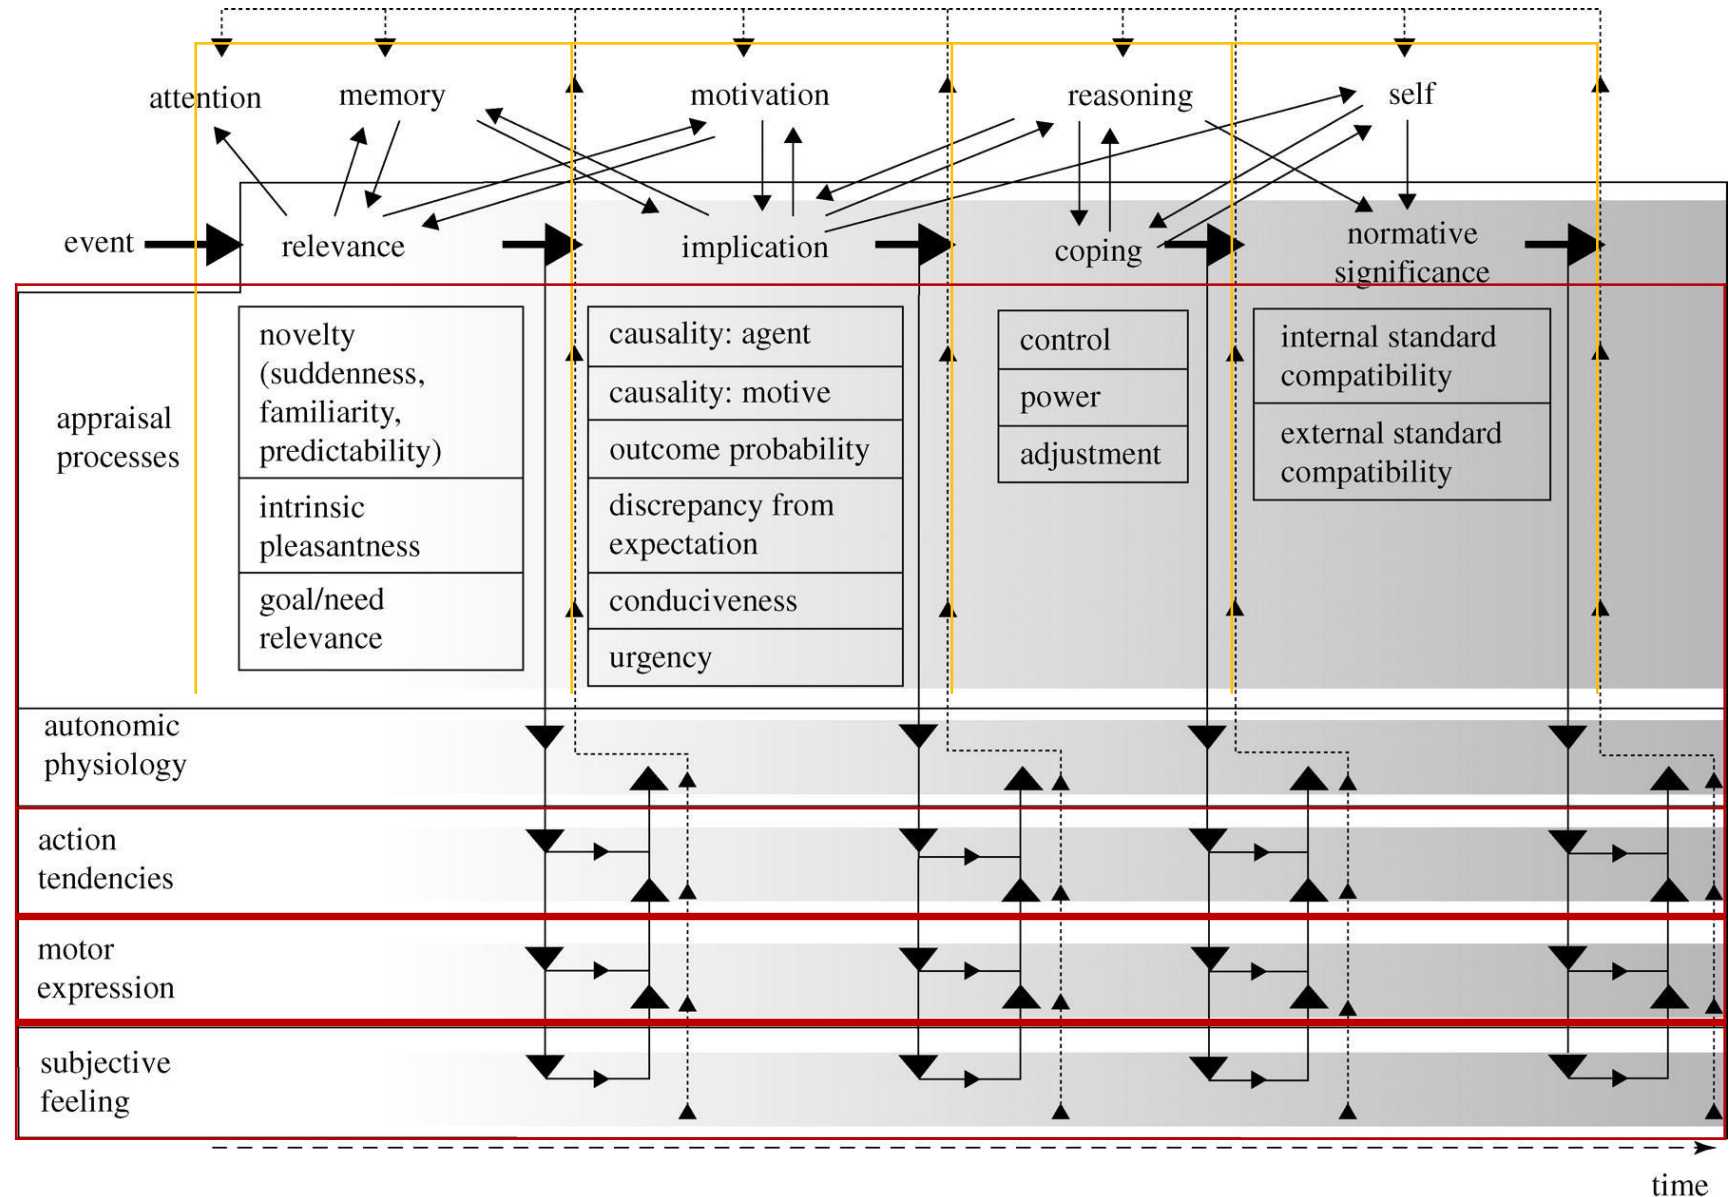 attention
memory
motivation
reasoning
self
event
relevance
implication
coping
normative
significance
appraisal
processes
novelty
(suddenness,
familiarity,
predictability)
intrinsic
pleasantness
goal/need
relevance
causality: agent
causality: motive
outcome probability
discrepancy from
expectation
conduciveness
urgency
control
power
adjustment
internal standard
compatibility
external standard
compatibility
autonomic
physiology
action
tendencies
motor
expression
subjective
feeling
time